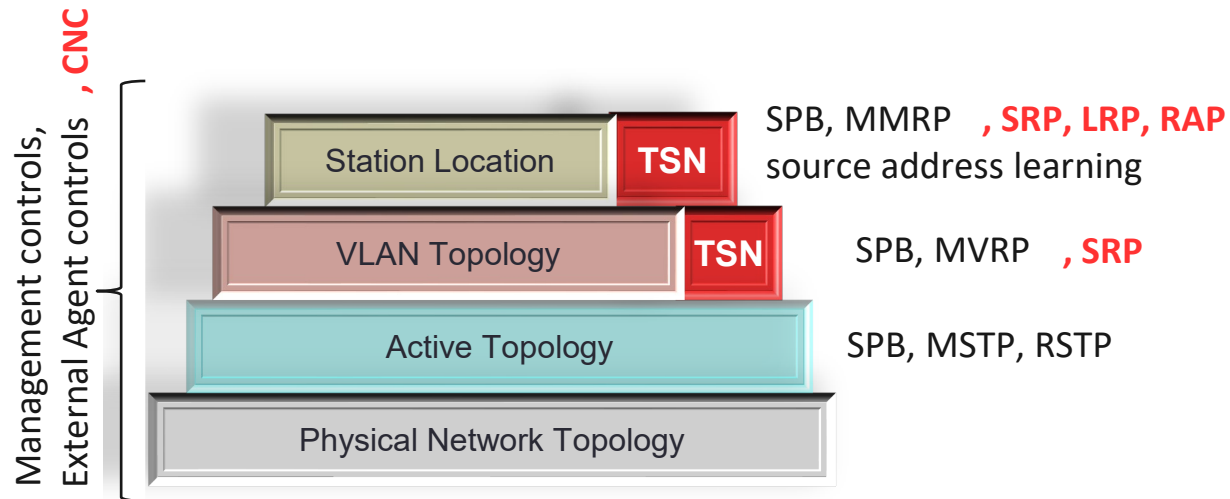 Management controls,
External Agent controls , CNC
Station Location
TSN
SPB, MMRP , SRP, LRP, RAP
source address learning
VLAN Topology
TSN
SPB, MVRP , SRP
Active Topology
SPB, MSTP, RSTP
Physical Network Topology